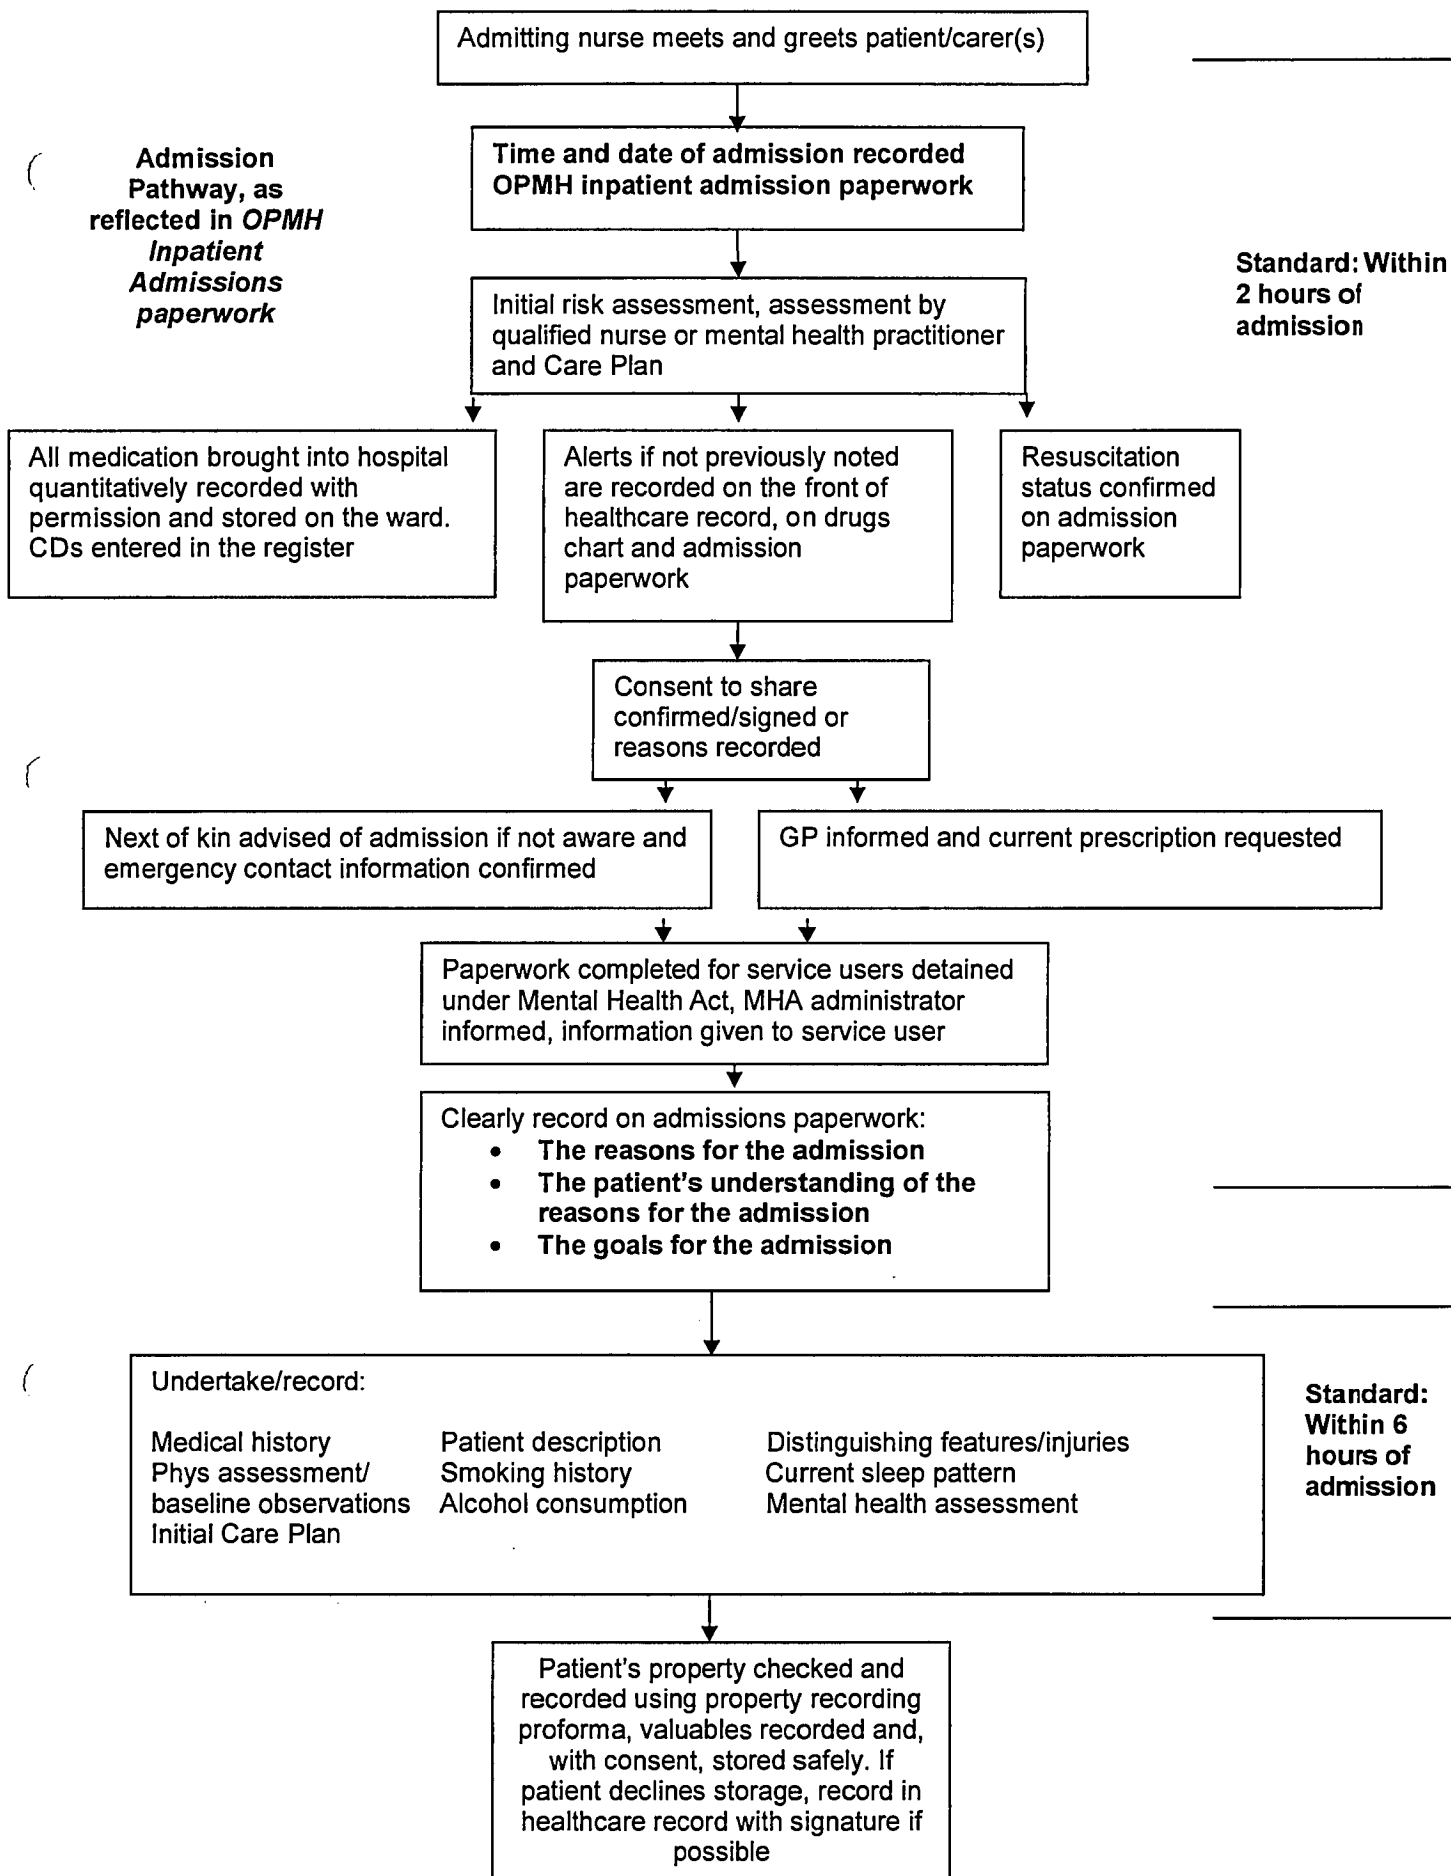 Admitting nurse meets and greets patient/carer(s)
Admission
Pathway, as
reflected in OPMH
Inpatient
Admissions
paperwork
Time and date of admission recorded
OPMH inpatient admission paperwork
Standard: Within
2 hours of
admission
Initial risk assessment, assessment by
qualified nurse or mental health practitioner
and Care Plan
All medication brought into hospital
quantitatively recorded with
permission and stored on the ward.
CDs entered in the register
Alerts if not previously noted
are recorded on the front of
healthcare record, on drugs
chart and admission
paperwork
Resuscitation
status confirmed
on admission
paperwork
Consent to share
confirmed/signed or
reasons recorded
Next of kin advised of admission if not aware and
emergency contact information confirmed
GP informed and current prescription requested
Paperwork completed for service users detained
under Mental Health Act, MHA administrator
informed, information given to service user
Clearly record on admissions paperwork:
• The reasons for the admission
• The patient's understanding of the
reasons for the admission
• The goals for the admission
Undertake/record:
Medical history Patient description Distinguishing features/injuries
Phys assessment/ Smoking history Current sleep pattern
baseline observations Alcohol consumption Mental health assessment
Initial Care Plan
Standard:
Within 6
hours of
admission
Patient's property checked and
recorded using property recording
proforma, valuables recorded and,
with consent, stored safely. If
patient declines storage, record in
healthcare record with signature if
possible